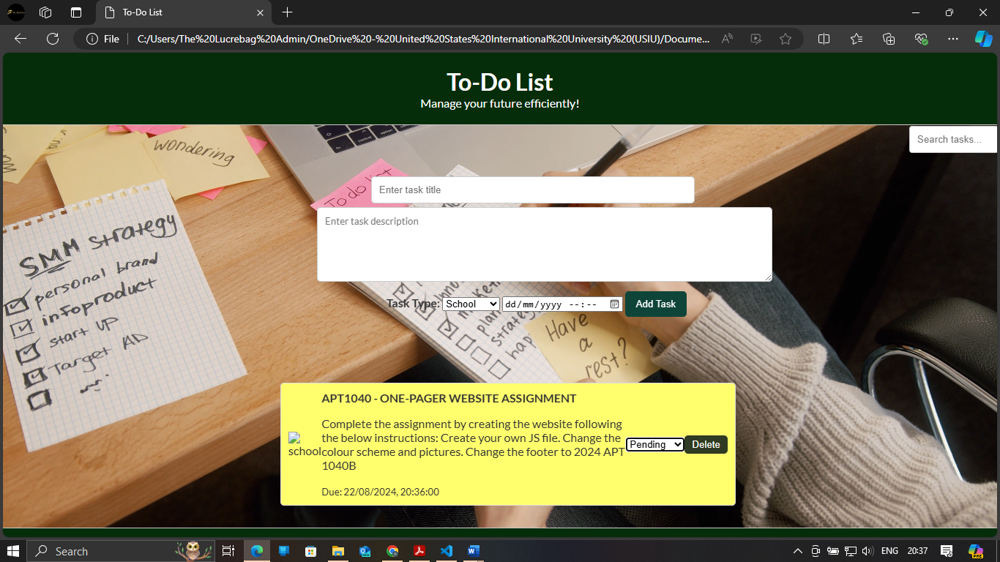 To-Do List
File
C:/Users/The%20Lucrebag%20Admin/OneDrive%20-%20United%20States%20International%20University%20(USIU)/Docume...
To-Do List
Manage your future efficiently!
Search tasks...
wondering
To do list
Enter task title
Enter task description
SMM strategy
personal brand
infoproduct
start UP
Target AD
Task Type: School dd/mm/yyyy --:-- Add Task
Have
a
rest?
APT1040 - ONE-PAGER WEBSITE ASSIGNMENT
Complete the assignment by creating the website following
the below instructions: Create your own JS file. Change the
colour scheme and pictures. Change the footer to 2024 APT
1040B
school
Pending Delete
Due: 22/08/2024, 20:36:00
Search
ENG 20:37
PRE